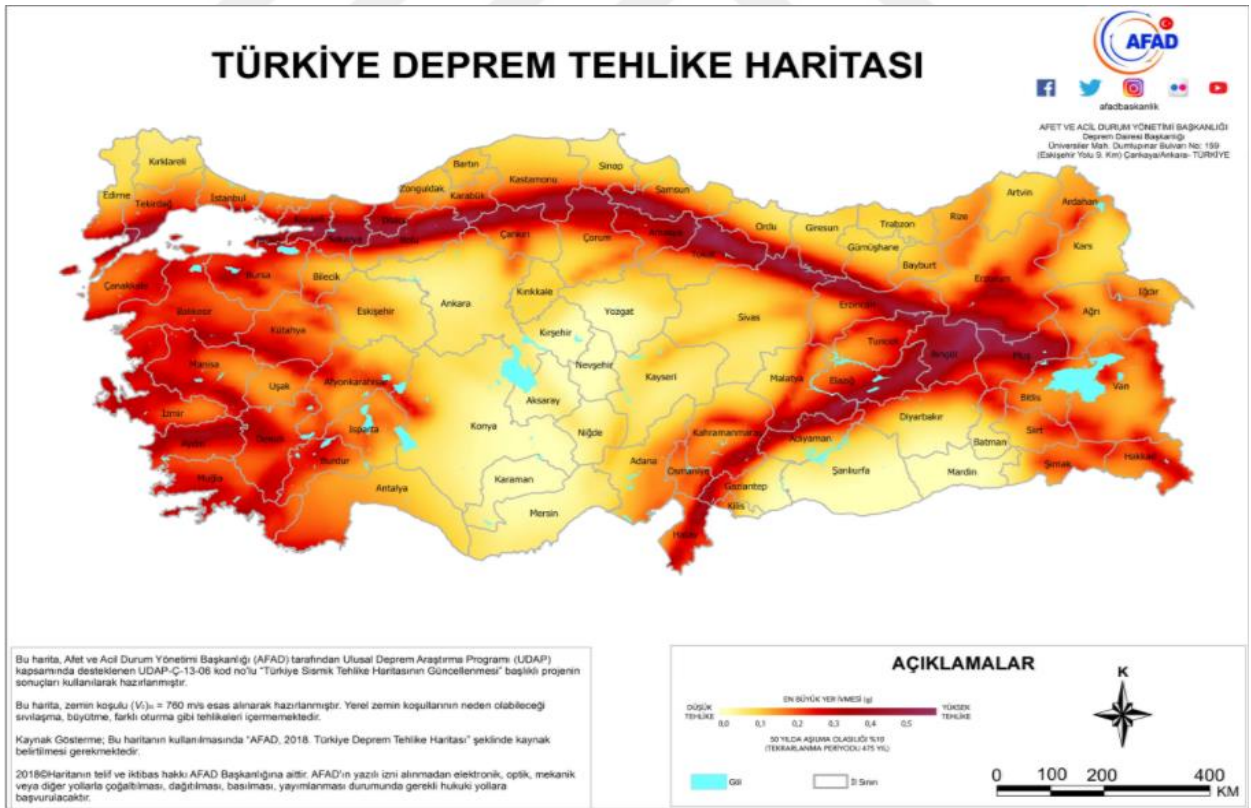 TÜRKİYE DEPREM TEHLİKE HARİTASI
AFAD
afadbaskanlik
AFET VE ACİL DURUM YÖNETİMİ BAŞKANLIĞI
Deprem Dairesi Başkanlığı
Üniversiler Mah. Dumlupınar Bulvarı No: 159
(Eskişehir Yolu 9. Km) Çankaya/Ankara- TÜRKİYE
Kırklareli
Edirne
Tekirdağ
İstanbul
Zonguldak
Bartın
Karabük
Kastamonu
Sinop
Samsun
Çankırı
Çorum
Amasya
Tokat
Ordu
Giresun
Trabzon
Gümüşhane
Bayburt
Rize
Artvin
Ardahan
Kars
Erzurum
Iğdır
Ağrı
Çanakkale
Bursa
Bilecik
Balıkesir
Kütahya
Eskişehir
Ankara
Kırıkkale
Kırşehir
Yozgat
Sivas
Erzincan
Tunceli
Bingöl
Muş
Van
Bitlis
Manisa
Uşak
Afyonkarahisar
Nevşehir
Kayseri
Malatya
Elazığ
Diyarbakır
Batman
Siirt
Hakkari
Şırnak
İzmir
Aydın
Denizli
Isparta
Burdur
Konya
Aksaray
Niğde
Adana
Kahramanmaraş
Adıyaman
Şanlıurfa
Mardin
Muğla
Antalya
Karaman
Mersin
Osmaniye
Gaziantep
Kilis
Hatay
Bu harita, Afet ve Acil Durum Yönetimi Başkanlığı (AFAD) tarafından Ulusal Deprem Araştırma Programı (UDAP)
kapsamında desteklenen UDAP-Ç-13-06 kod no'lu "Türkiye Sismik Tehlike Haritasının Güncellenmesi" başlıklı projenin
sonuçları kullanılarak hazırlanmıştır.
Bu harita, zemin koşulu (Vs)30 = 760 m/s esas alınarak hazırlanmıştır. Yerel zemin koşullarının neden olabileceği
sıvılaşma, büyütme, farklı oturma gibi tehlikeleri içermemektedir.
Kaynak Gösterme; Bu haritanın kullanılmasında "AFAD, 2018. Türkiye Deprem Tehlike Haritası" şeklinde kaynak
belirtilmesi gerekmektedir.
2018©Haritanın telif ve iktibas hakkı AFAD Başkanlığına aittir. AFAD'ın yazılı izni alınmadan elektronik, optik, mekanik
veya diğer yollarla çoğaltılması, dağıtılması, basılması, yayımlanması durumunda gerekli hukuki yollara
başvurulacaktır.
AÇIKLAMALAR
EN BÜYÜK YER İVMESİ (g)
DÜŞÜK TEHLİKE
YÜKSEK TEHLİKE
0,0 0,1 0,2 0,3 0,4 0,5
50 YILDA AŞILMA OLASILIĞI %10
(TEKRARLANMA PERİYODU 475 YIL)
Göl
İl Sınırı
K
0 100 200 400
KM